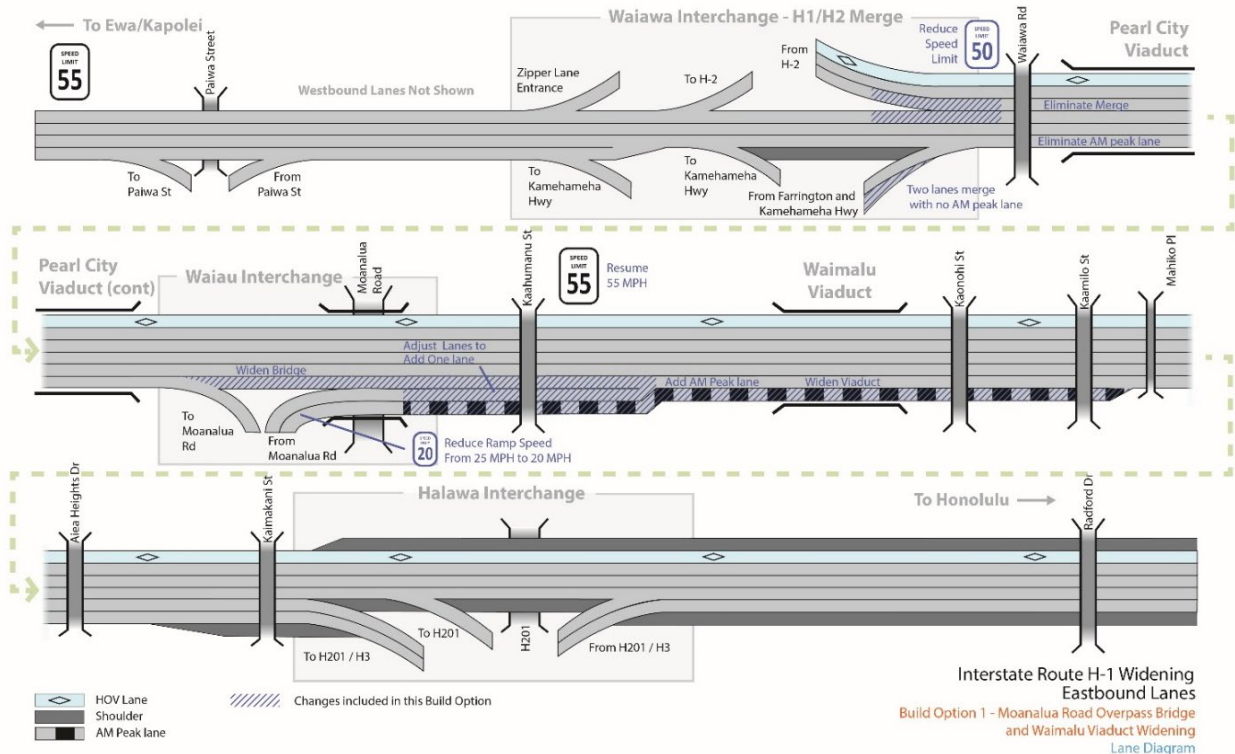 To Ewa/Kapolei
SPEED
LIMIT
55
Paiwa Street
Westbound Lanes Not Shown
To
Paiwa St
From
Paiwa St
Waiawa Interchange - H1/H2 Merge
Zipper Lane
Entrance
To H-2
From
H-2
Reduce
Speed
Limit
SPEED
LIMIT
50
Waiawa Rd
Pearl City
Viaduct
Eliminate Merge
Eliminate AM peak lane
To
Kamehameha
Hwy
To
Kamehameha
Hwy
From Farrington and
Kamehameha Hwy
Two lanes merge
with no AM peak lane
Pearl City
Viaduct (cont)
Waiau Interchange
Moanalua
Road
Kaahumanu St
SPEED
LIMIT
55
Resume
55 MPH
Waimalu
Viaduct
Kaonohi St
Kaamilo St
Mahiko Pl
Adjust Lanes to
Add One lane
Widen Bridge
Add AM Peak lane
Widen Viaduct
To
Moanalua
Rd
From
Moanalua Rd
20
Reduce Ramp Speed
From 25 MPH to 20 MPH
Aiea Heights Dr
Kaimakani St
Halawa Interchange
To Honolulu
Radford Dr
To H201 / H3
To H201
H201
From H201 / H3
HOV Lane
Shoulder
AM Peak lane
Changes included in this Build Option
Interstate Route H-1 Widening
Eastbound Lanes
Build Option 1 - Moanalua Road Overpass Bridge
and Waimalu Viaduct Widening
Lane Diagram